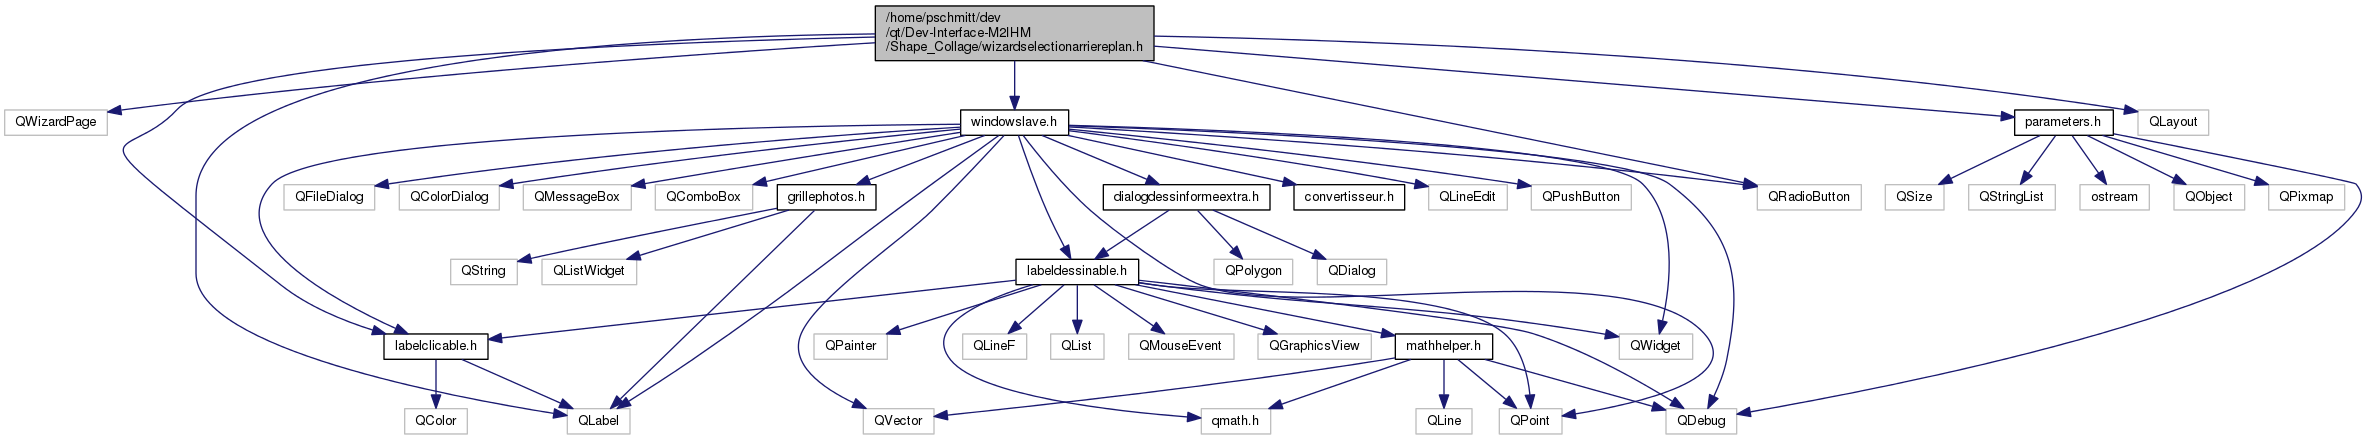 /home/pschmitt/dev
/qt/Dev-Interface-M2IHM
/Shape_Collage/wizardselectionarriereplan.h
QWizardPage
windowslave.h
parameters.h
QLayout
QFileDialog
QColorDialog
QMessageBox
QComboBox
grillephotos.h
dialogdessinformeextra.h
convertisseur.h
QLineEdit
QPushButton
QRadioButton
QSize
QStringList
ostream
QObject
QPixmap
QString
QListWidget
labeldessinable.h
QPolygon
QDialog
labelclicable.h
QPainter
QLineF
QList
QMouseEvent
QGraphicsView
mathhelper.h
QWidget
QColor
QLabel
QVector
qmath.h
QLine
QPoint
QDebug